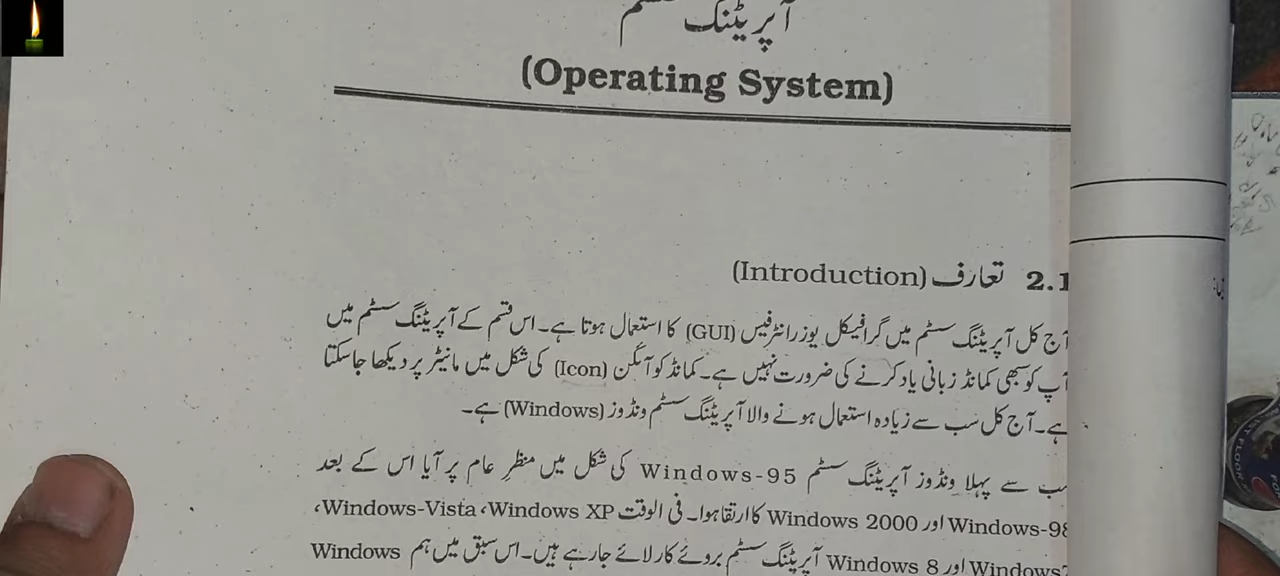 آپریٹنگ سسٹم
(Operating System)
2.1 تعارف (Introduction)
آج کل آپریٹنگ سسٹم میں گرافیکل یوزر انٹرفیس (GUI) کا استعمال ہوتا ہے۔ اس قسم کے آپریٹنگ سسٹم میں
آپ کو سبھی کمانڈ زبانی یاد کرنے کی ضرورت نہیں ہے۔ کمانڈ کو آئکن (Icon) کی شکل میں مانیٹر پر دیکھا جاسکتا
ہے۔ آج کل سب سے زیادہ استعمال ہونے والا آپریٹنگ سسٹم ونڈوز (Windows) ہے۔
سب سے پہلا ونڈوز آپریٹنگ سسٹم Windows-95 کی شکل میں منظرِ عام پر آیا اس کے بعد
Windows-98 اور Windows 2000 کا ارتقا ہوا۔ فی الوقت Windows XP، Windows-Vista،
Windows7 اور Windows 8 آپریٹنگ سسٹم بروئے کار لائے جارہے ہیں۔ اس سبق میں ہم Windows